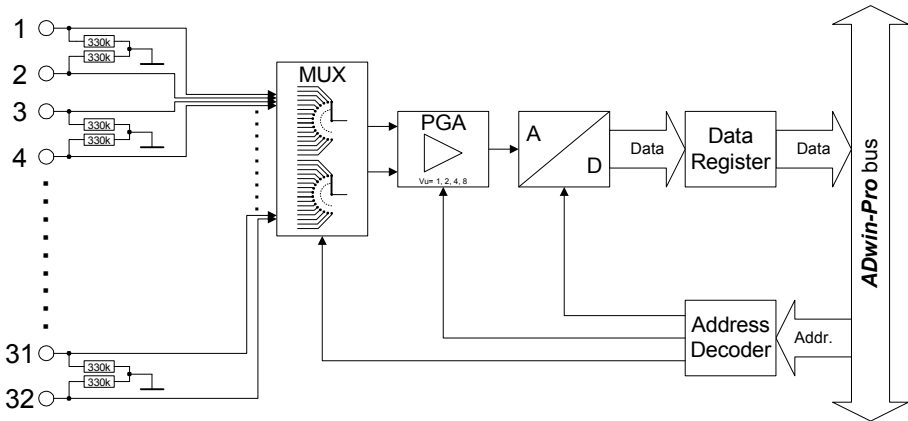 1
330k
330k
2
3
330k
330k
4
31
330k
330k
32
MUX
PGA
Vu= 1, 2, 4, 8
A
D
Data
Data
Register
Data
ADwin-Pro bus
Address
Decoder
Addr.